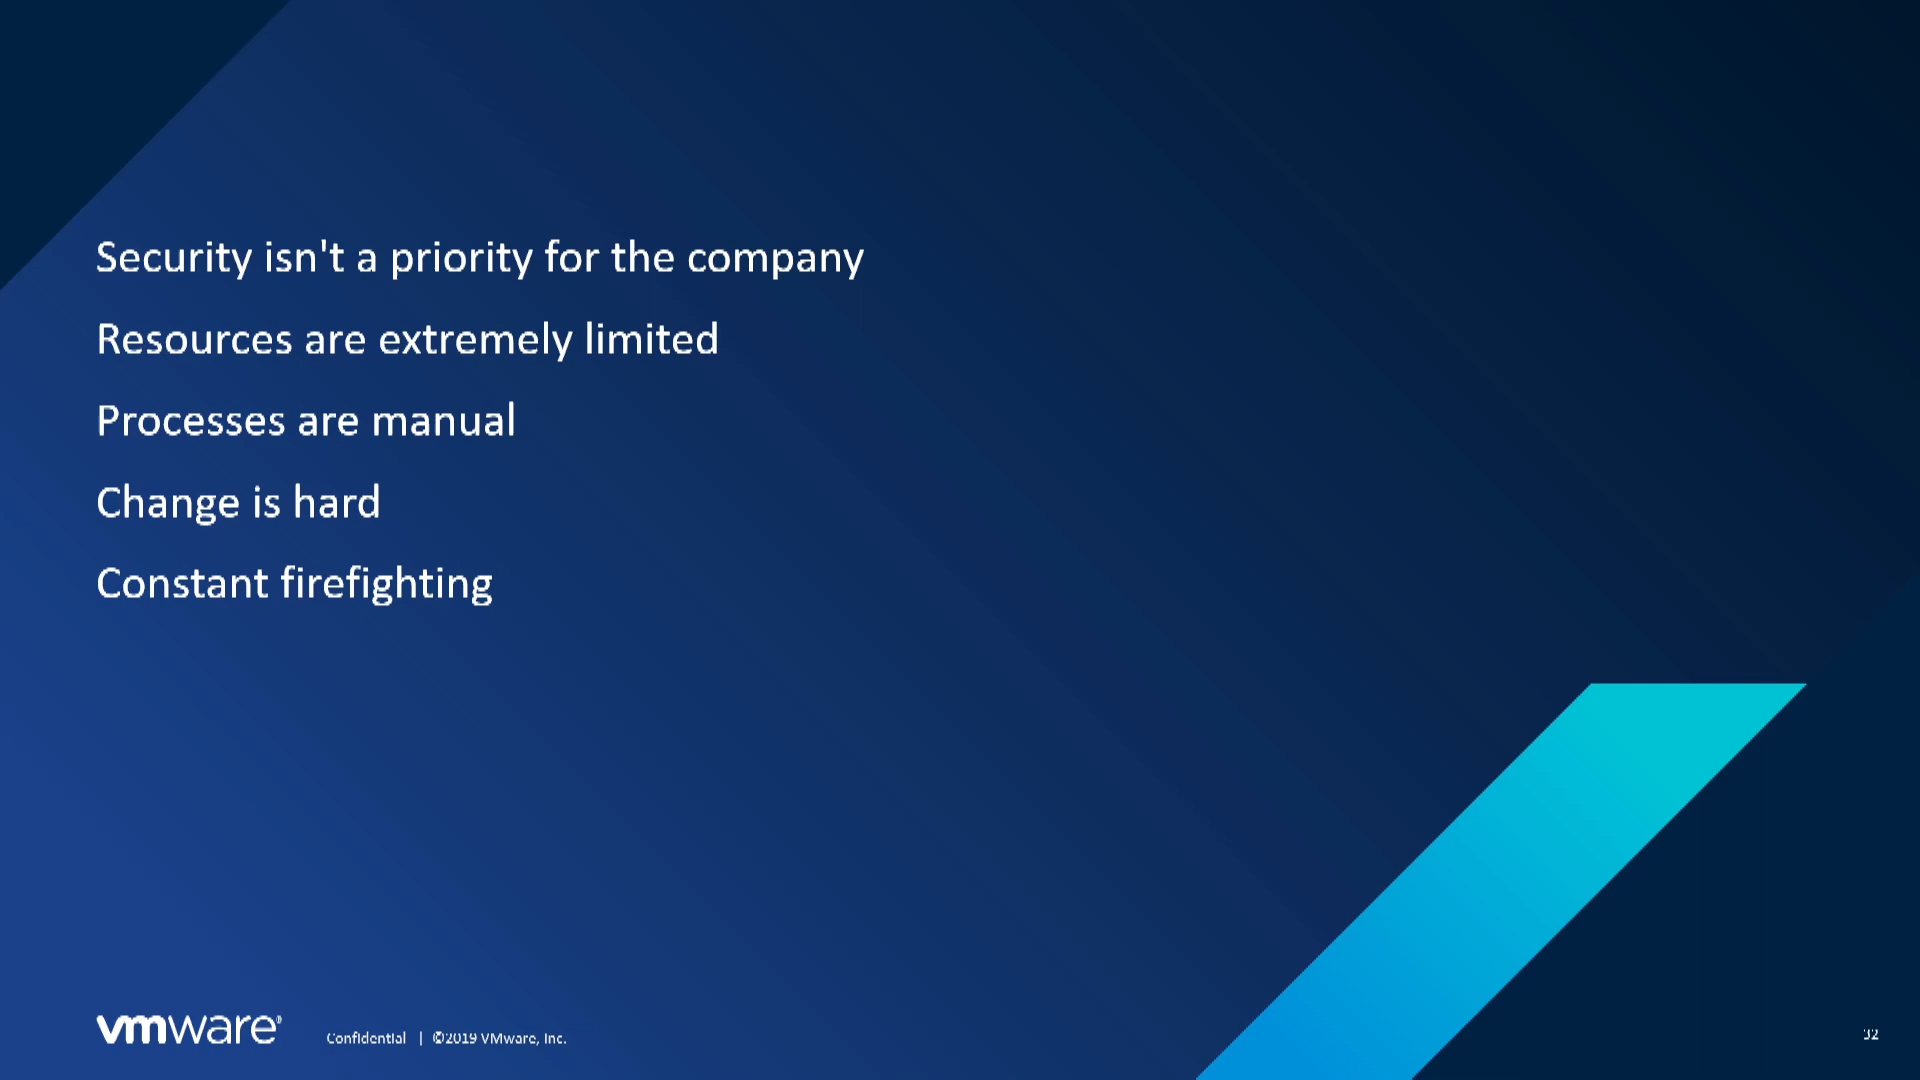 Security isn't a priority for the company
Resources are extremely limited
Processes are manual
Change is hard
Constant firefighting
vmware®
Confidential | ©2019 VMware, Inc.
32